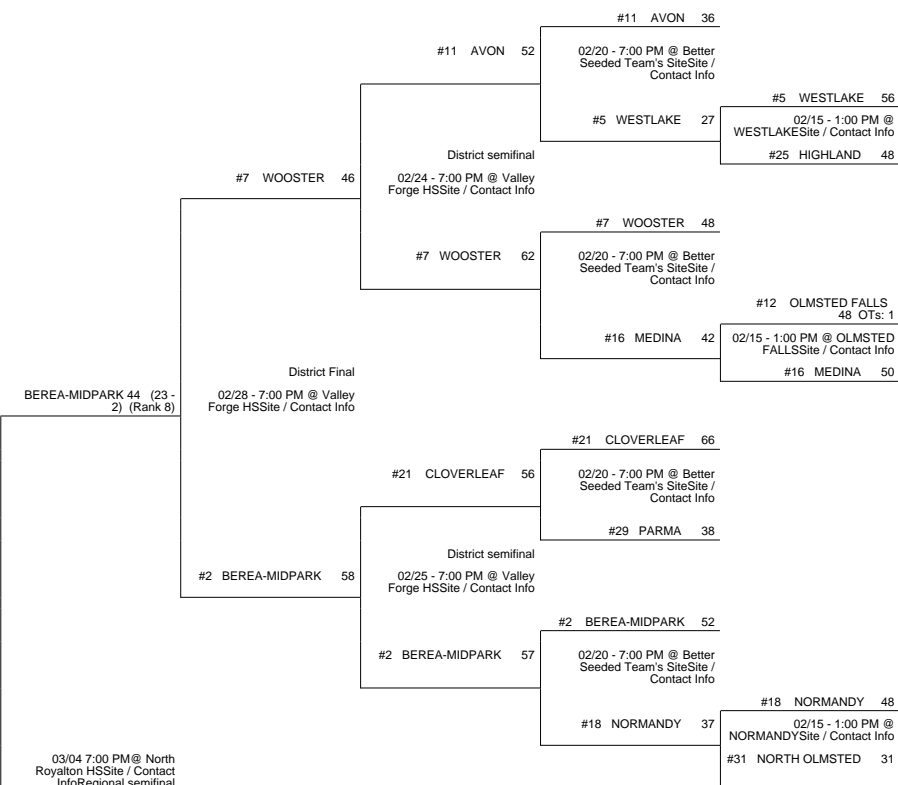 #11 AVON 36
#11 AVON 52
02/20 - 7:00 PM @ Better
Seeded Team's SiteSite /
Contact Info
#5 WESTLAKE 56
#5 WESTLAKE 27
02/15 - 1:00 PM @
WESTLAKESite / Contact Info
#25 HIGHLAND 48
District semifinal
#7 WOOSTER 46
02/24 - 7:00 PM @ Valley
Forge HSSite / Contact Info
#7 WOOSTER 48
#7 WOOSTER 62
02/20 - 7:00 PM @ Better
Seeded Team's SiteSite /
Contact Info
#12 OLMSTED FALLS
48 OTs: 1
#16 MEDINA 42
02/15 - 1:00 PM @ OLMSTED
FALLSSite / Contact Info
#16 MEDINA 50
District Final
BEREA-MIDPARK 44 (23 -
2) (Rank 8)
02/28 - 7:00 PM @ Valley
Forge HSSite / Contact Info
#21 CLOVERLEAF 66
#21 CLOVERLEAF 56
02/20 - 7:00 PM @ Better
Seeded Team's SiteSite /
Contact Info
#29 PARMA 38
District semifinal
#2 BEREA-MIDPARK 58
02/25 - 7:00 PM @ Valley
Forge HSSite / Contact Info
#2 BEREA-MIDPARK 52
#2 BEREA-MIDPARK 57
02/20 - 7:00 PM @ Better
Seeded Team's SiteSite /
Contact Info
#18 NORMANDY 48
#18 NORMANDY 37
02/15 - 1:00 PM @
NORMANDYSite / Contact Info
#31 NORTH OLMSTED 31
03/04 7:00 PM@ North
Royalton HSSite / Contact
InfoRegional semifinal